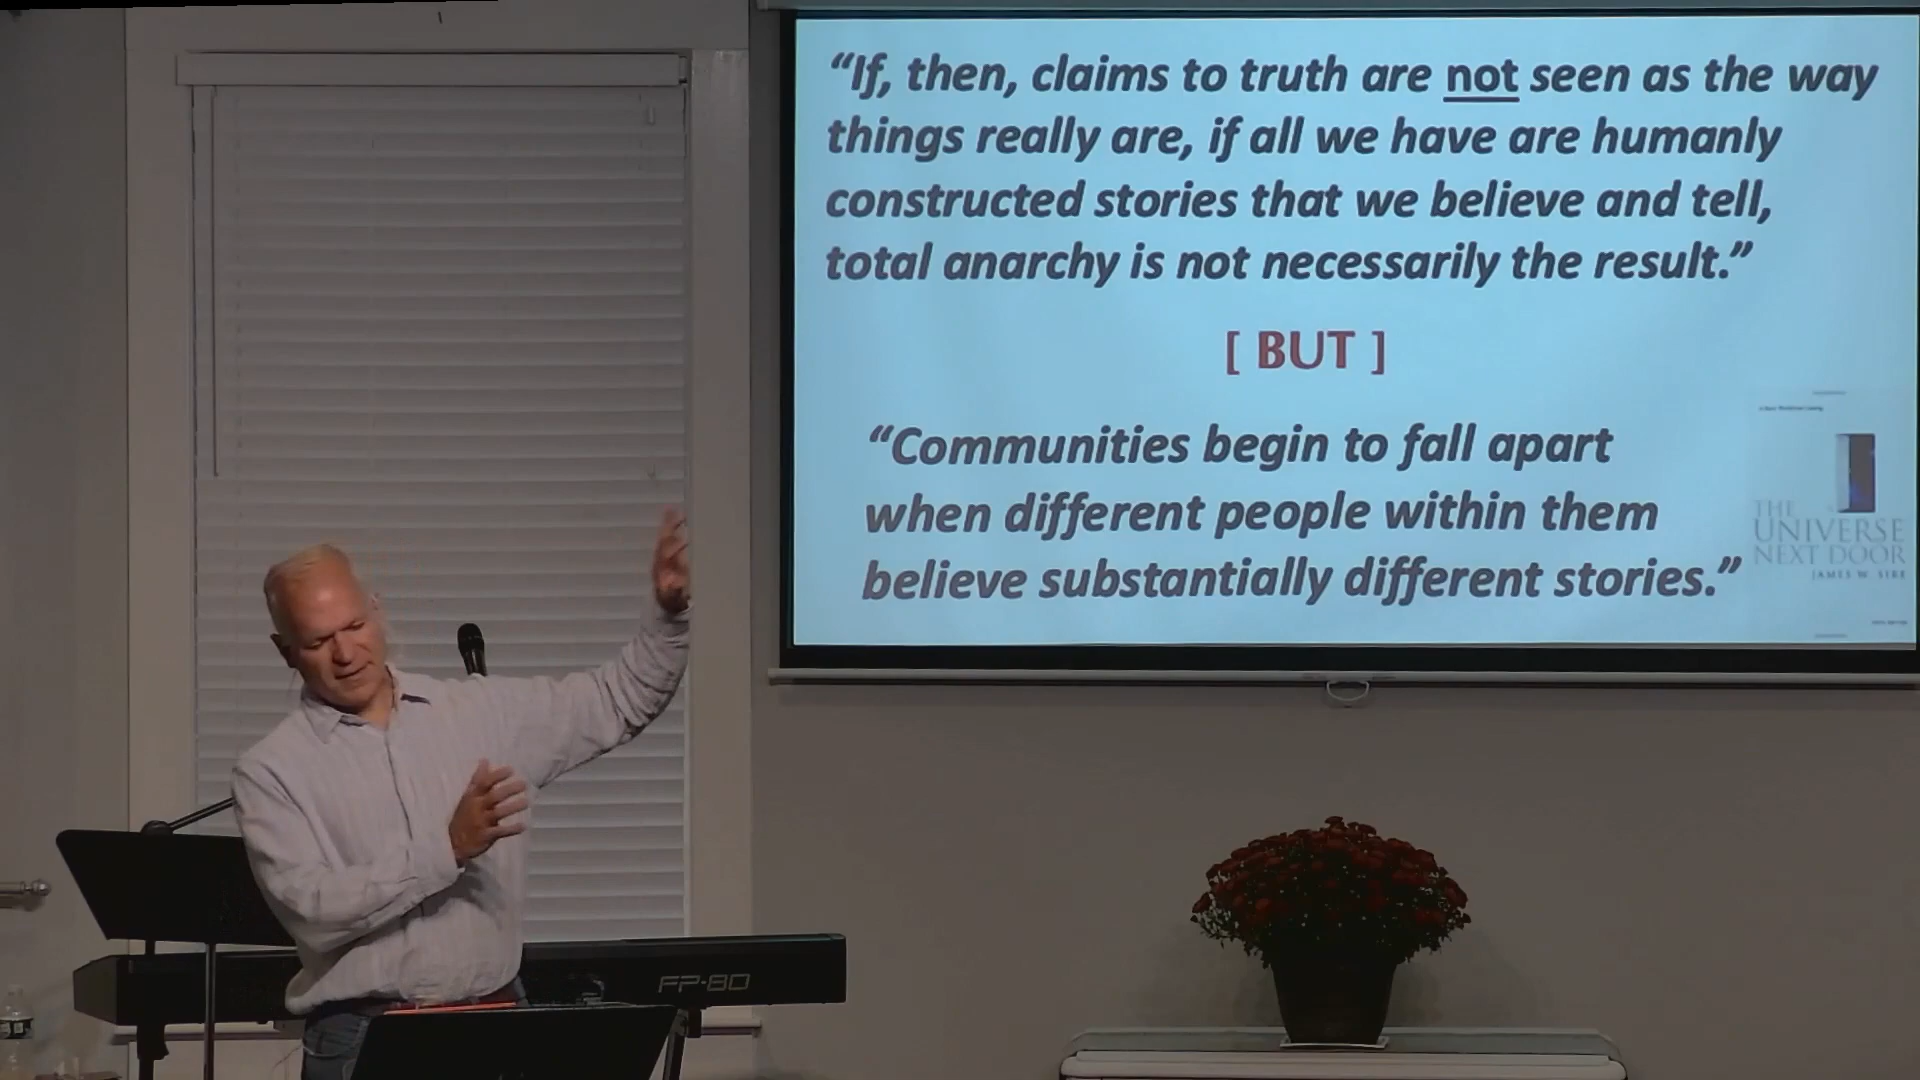 “If, then, claims to truth are not seen as the way
things really are, if all we have are humanly
constructed stories that we believe and tell,
total anarchy is not necessarily the result.”
[ BUT ]
“Communities begin to fall apart
when different people within them
believe substantially different stories.”
THE
UNIVERSE
NEXT DOOR
JAMES W. SIRE
FP-80